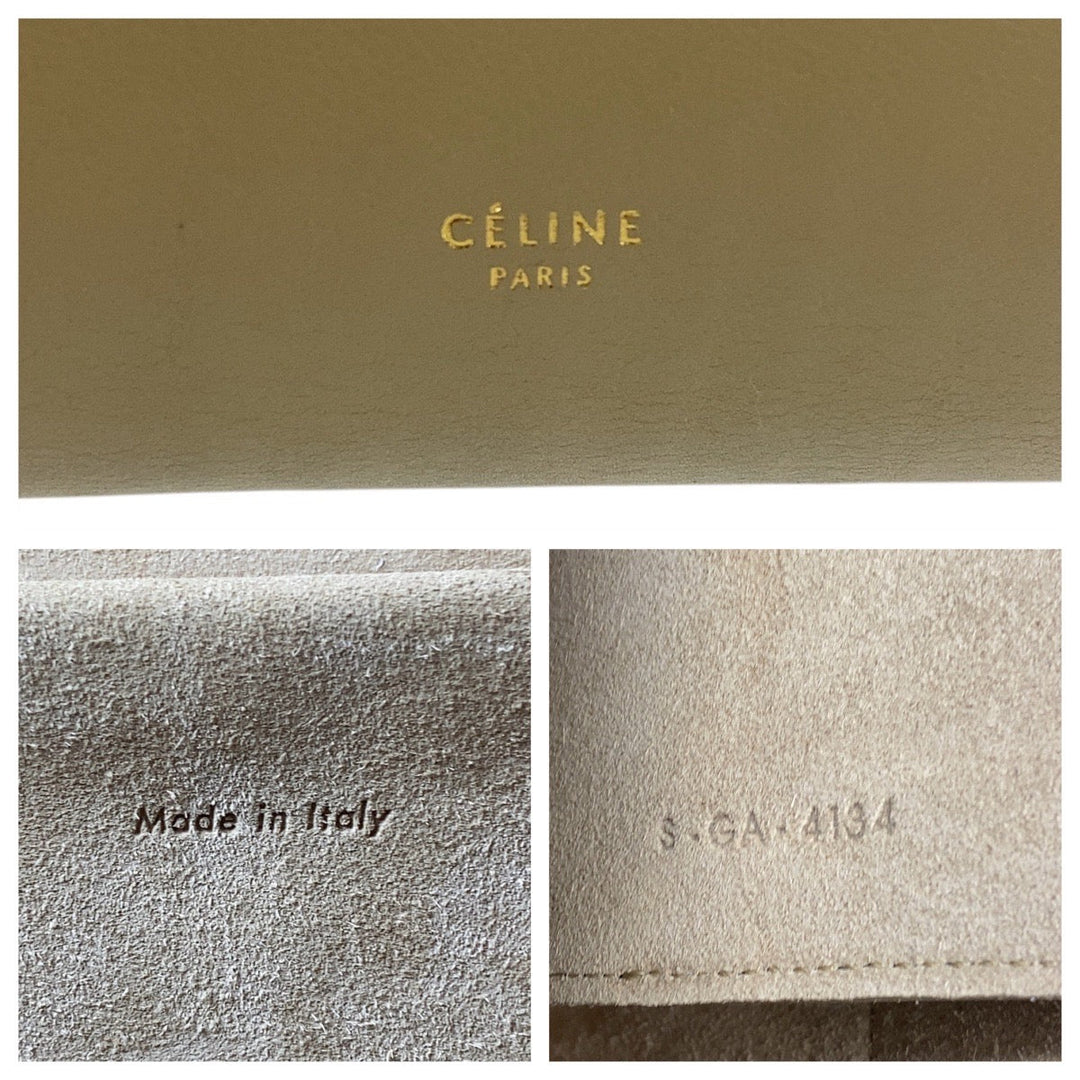 CÉLINE
PARIS
Made in Italy
S·GA·4134